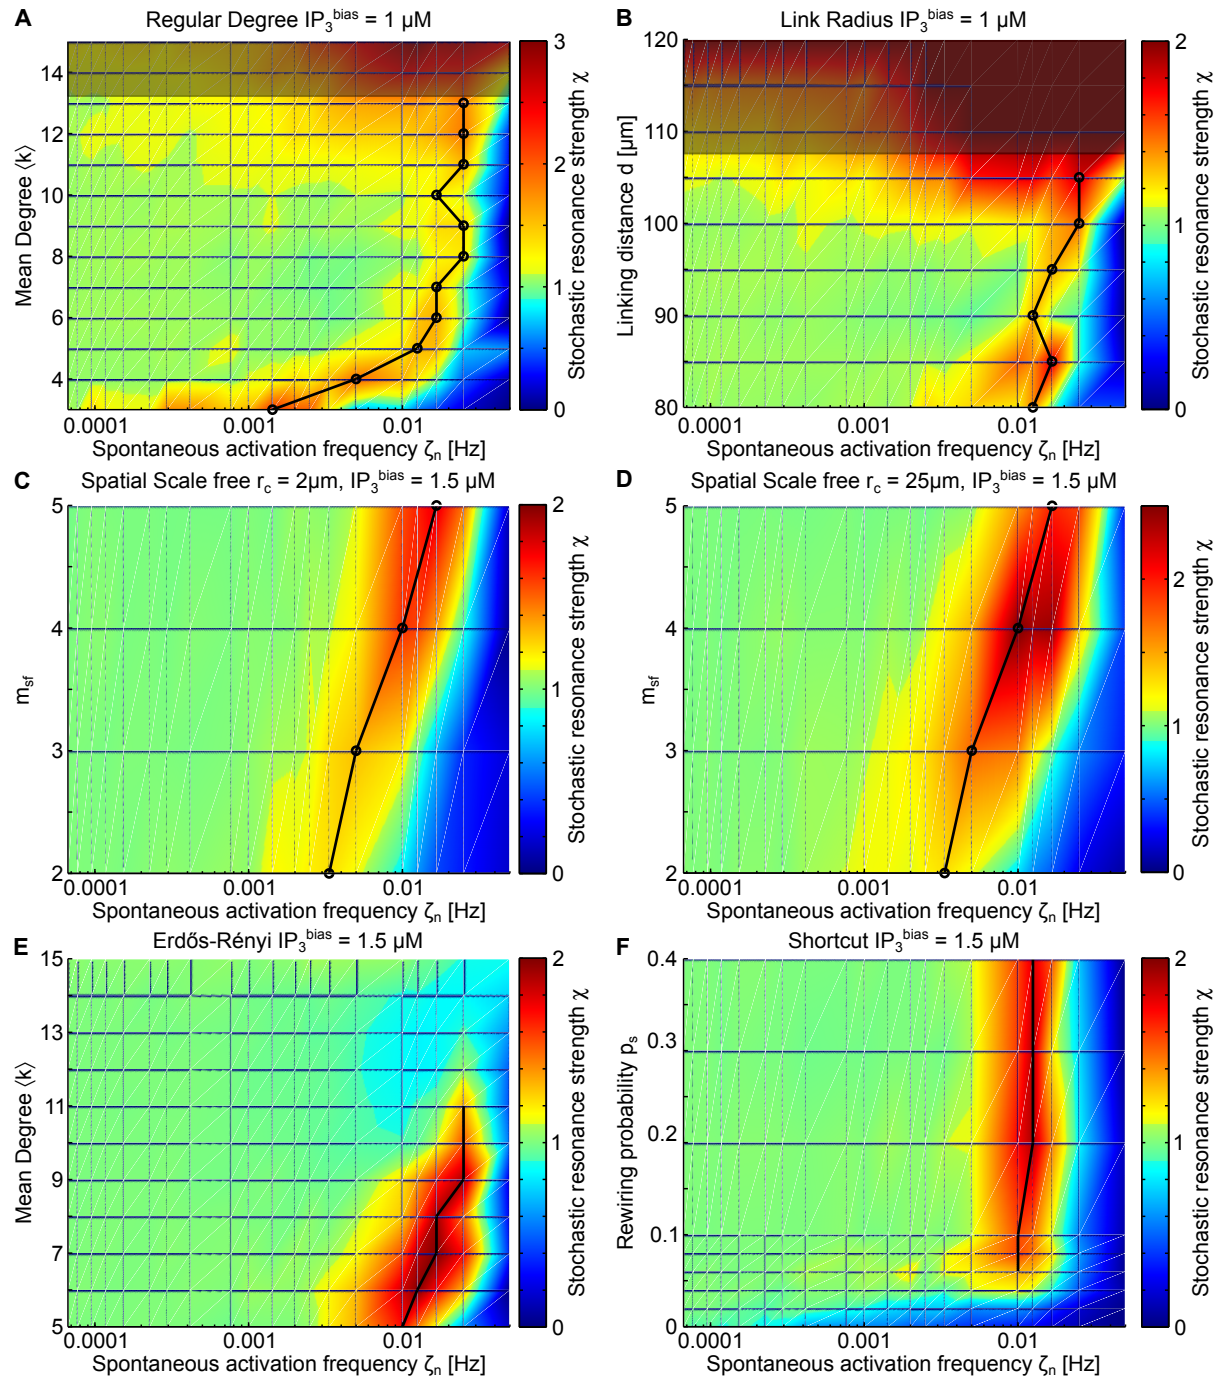 A
Regular Degree IP₃ᵇⁱᵃˢ = 1 µM
14
12
10
8
6
4
Mean Degree ⟨k⟩
0.0001
0.001
0.01
Spontaneous activation frequency ζₙ [Hz]
3
2
1
0
Stochastic resonance strength χ
B
Link Radius IP₃ᵇⁱᵃˢ = 1 µM
120
110
100
90
80
Linking distance d [µm]
0.0001
0.001
0.01
Spontaneous activation frequency ζₙ [Hz]
2
1
0
Stochastic resonance strength χ
C
Spatial Scale free r_c = 2µm, IP₃ᵇⁱᵃˢ = 1.5 µM
5
4
3
2
m_sf
0.0001
0.001
0.01
Spontaneous activation frequency ζₙ [Hz]
2
1
0
Stochastic resonance strength χ
D
Spatial Scale free r_c = 25µm, IP₃ᵇⁱᵃˢ = 1.5 µM
5
4
3
2
m_sf
0.0001
0.001
0.01
Spontaneous activation frequency ζₙ [Hz]
2
1
0
Stochastic resonance strength χ
E
Erdős-Rényi IP₃ᵇⁱᵃˢ = 1.5 µM
15
13
11
9
7
5
Mean Degree ⟨k⟩
0.0001
0.001
0.01
Spontaneous activation frequency ζₙ [Hz]
2
1
0
Stochastic resonance strength χ
F
Shortcut IP₃ᵇⁱᵃˢ = 1.5 µM
0.4
0.3
0.2
0.1
0
Rewiring probability pₛ
0.0001
0.001
0.01
Spontaneous activation frequency ζₙ [Hz]
2
1
0
Stochastic resonance strength χ